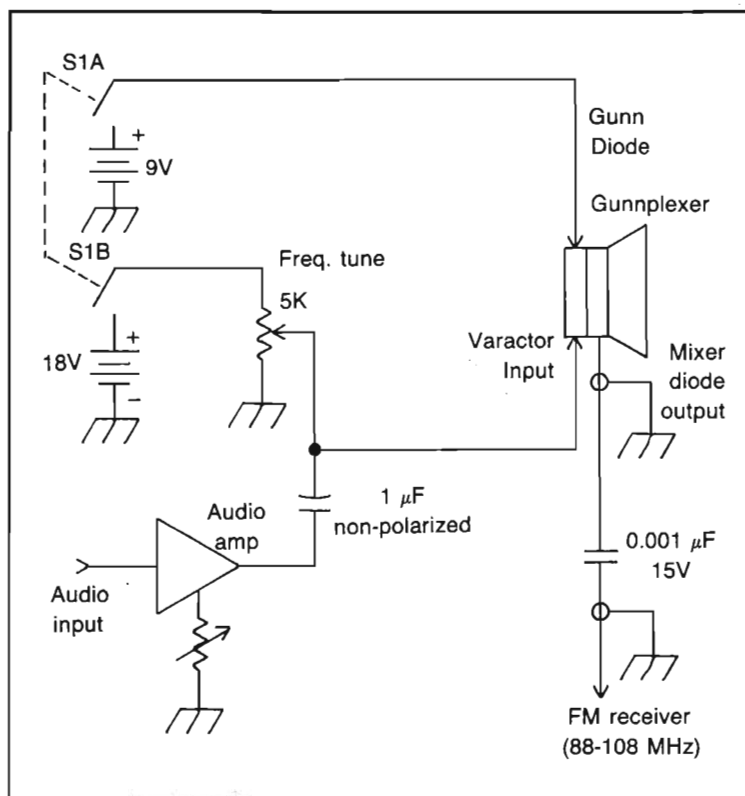 S1A
+
9V
Gunn
Diode
Gunnplexer
S1B
Freq. tune
5K
+
18V
–
Varactor
Input
Mixer
diode
output
1 μF
non-polarized
Audio
amp
Audio
input
0.001 μF
15V
FM receiver
(88-108 MHz)